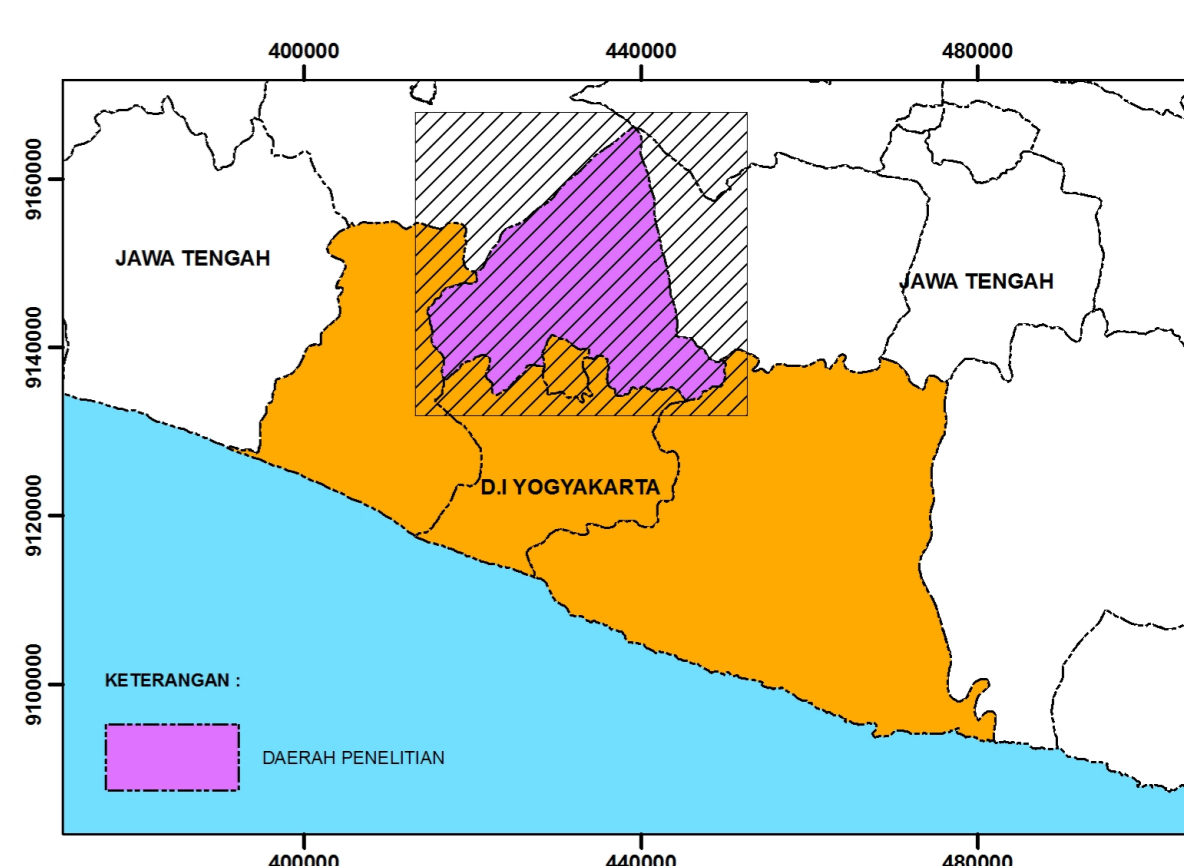 400000 440000 480000
9160000
JAWA TENGAH
JAWA TENGAH
9140000
D.I YOGYAKARTA
9120000
9100000
KETERANGAN :
DAERAH PENELITIAN
400000 440000 480000